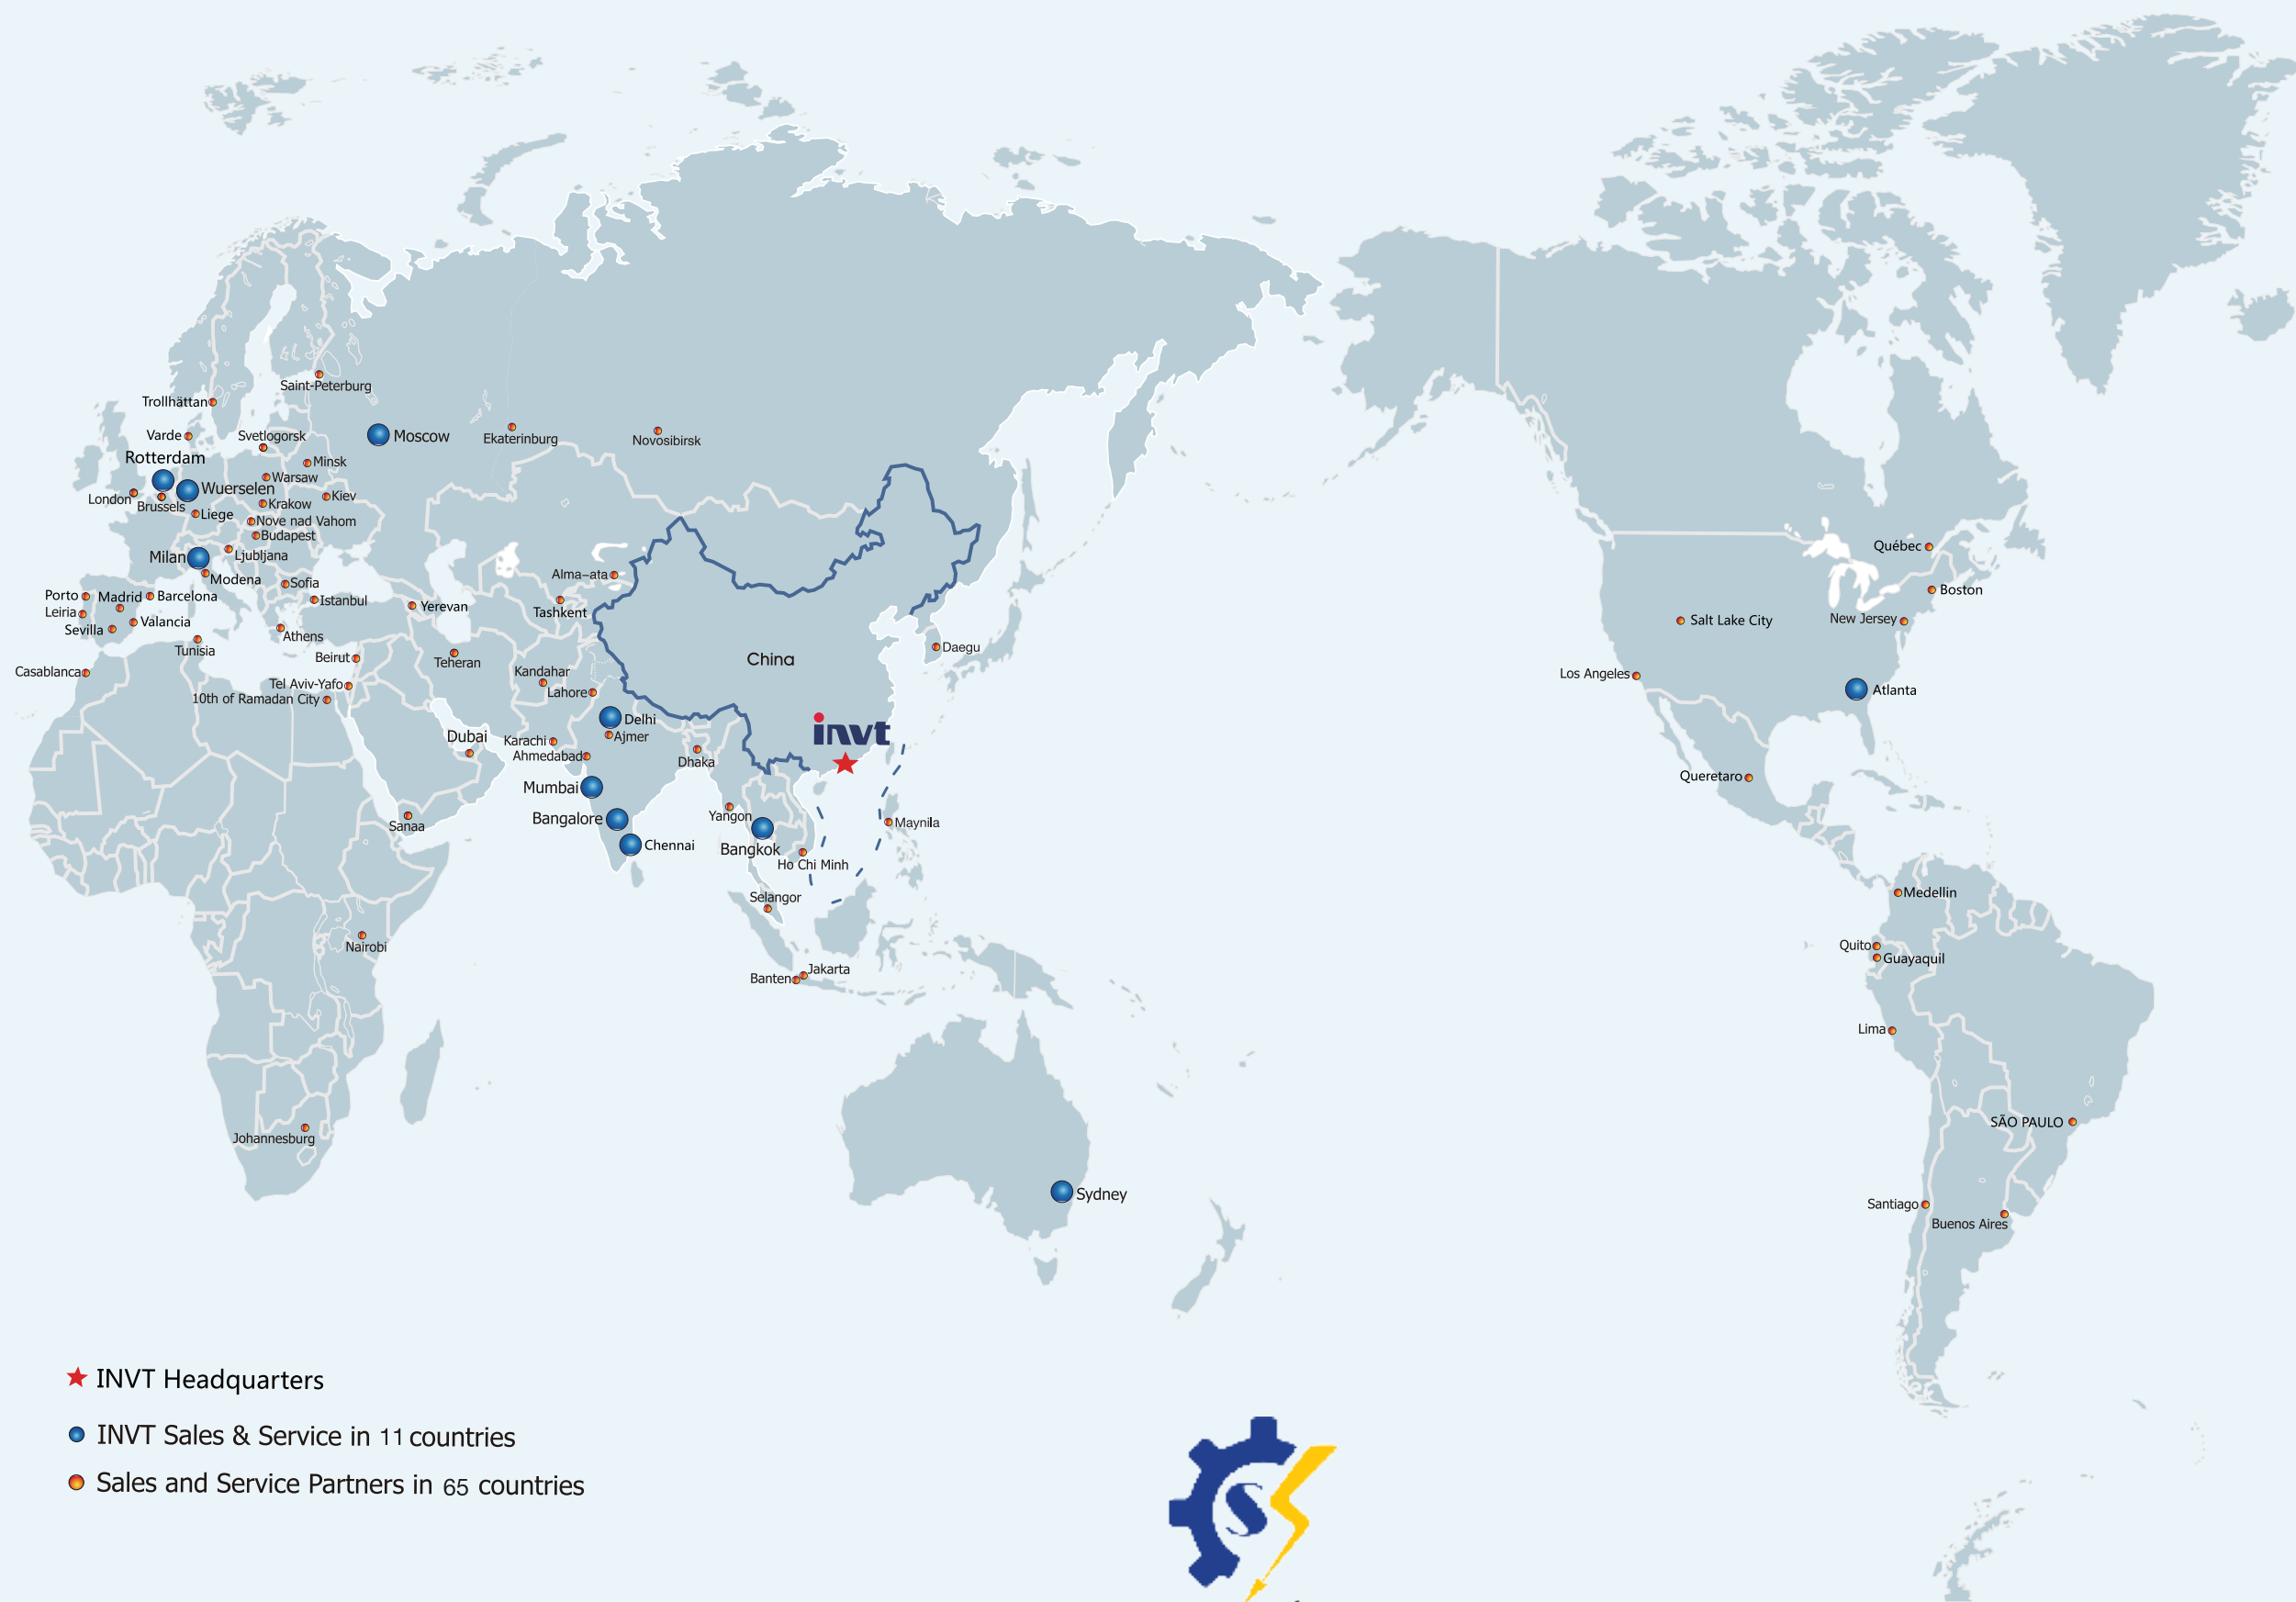 Saint-Peterburg
Trollhättan
Varde
Svetlogorsk
Moscow
Ekaterinburg
Novosibirsk
Rotterdam
Minsk
Warsaw
Wuerselen
London
Brussels
Kiev
Krakow
Liege
Nove nad Vahom
Budapest
Milan
Ljubljana
Modena
Sofia
Alma-ata
Porto
Madrid
Barcelona
Istanbul
Yerevan
Tashkent
Leiria
Valancia
Sevilla
Athens
Tunisia
Beirut
Teheran
Casablanca
Tel Aviv-Yafo
10th of Ramadan City
Kandahar
Lahore
China
Daegu
invt
Delhi
Ajmer
Dubai
Karachi
Ahmedabad
Dhaka
Mumbai
Sanaa
Bangalore
Yangon
Maynila
Chennai
Bangkok
Ho Chi Minh
Selangor
Nairobi
Banten
Jakarta
Johannesburg
Sydney
Québec
Boston
Salt Lake City
New Jersey
Los Angeles
Atlanta
Queretaro
Medellin
Quito
Guayaquil
Lima
SÃO PAULO
Santiago
Buenos Aires
INVT Headquarters
INVT Sales & Service in 11 countries
Sales and Service Partners in 65 countries
S